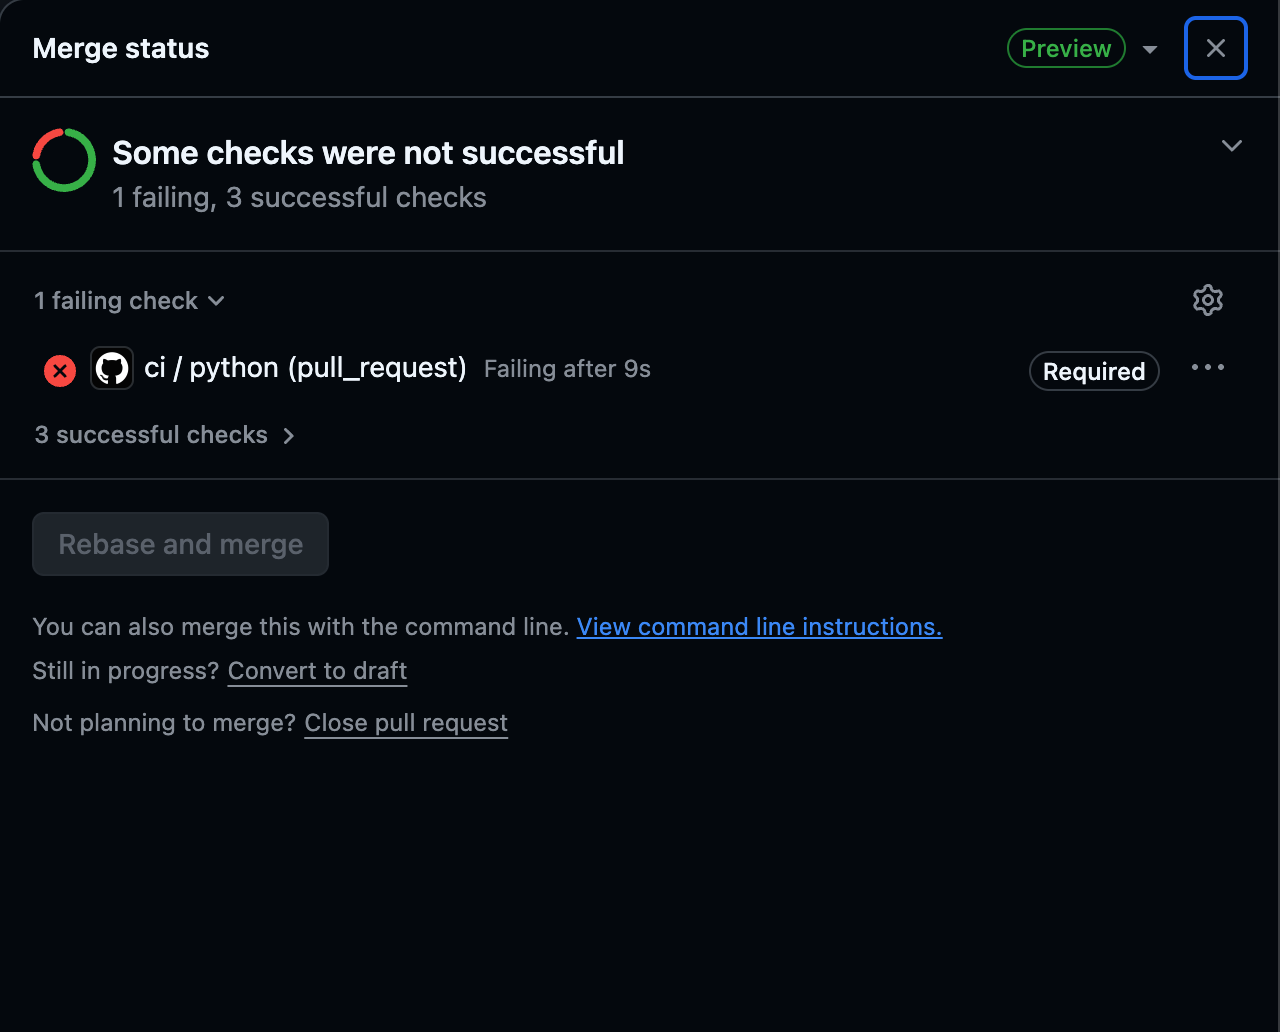 Merge status
Preview
Some checks were not successful
1 failing, 3 successful checks
1 failing check
ci / python (pull_request) Failing after 9s Required
3 successful checks
Rebase and merge
You can also merge this with the command line. View command line instructions.
Still in progress? Convert to draft
Not planning to merge? Close pull request